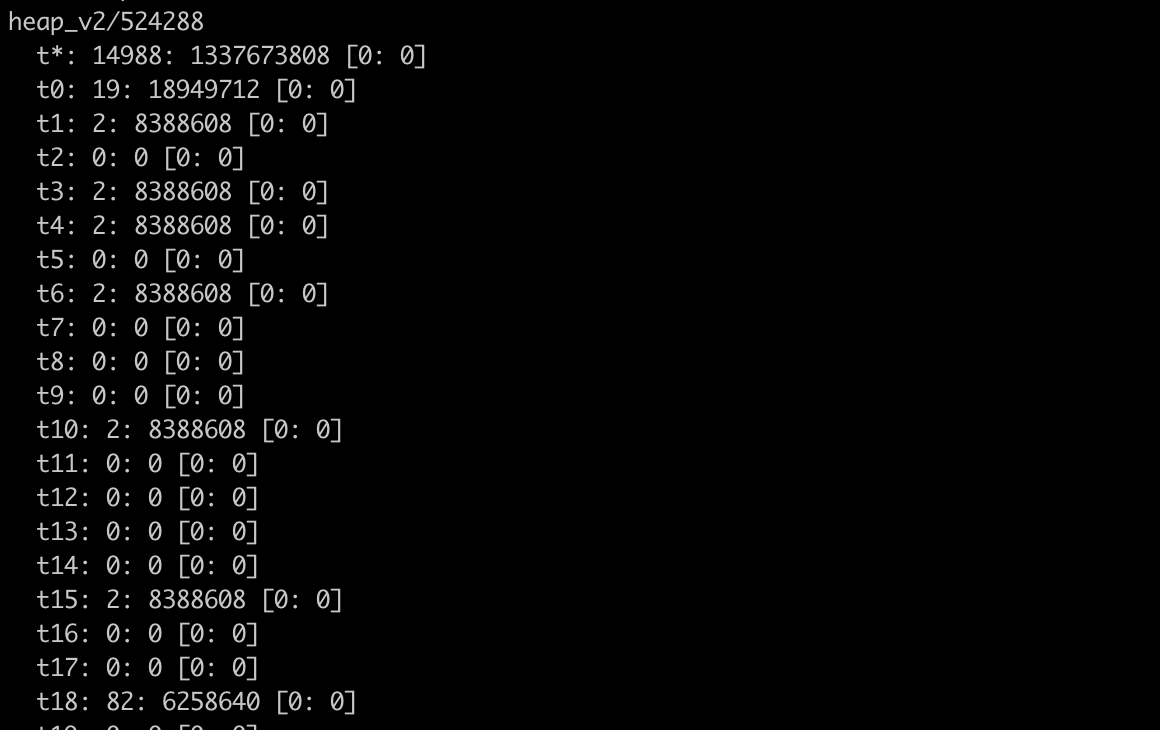 heap_v2/524288
t*: 14988: 1337673808 [0: 0]
t0: 19: 18949712 [0: 0]
t1: 2: 8388608 [0: 0]
t2: 0: 0 [0: 0]
t3: 2: 8388608 [0: 0]
t4: 2: 8388608 [0: 0]
t5: 0: 0 [0: 0]
t6: 2: 8388608 [0: 0]
t7: 0: 0 [0: 0]
t8: 0: 0 [0: 0]
t9: 0: 0 [0: 0]
t10: 2: 8388608 [0: 0]
t11: 0: 0 [0: 0]
t12: 0: 0 [0: 0]
t13: 0: 0 [0: 0]
t14: 0: 0 [0: 0]
t15: 2: 8388608 [0: 0]
t16: 0: 0 [0: 0]
t17: 0: 0 [0: 0]
t18: 82: 6258640 [0: 0]